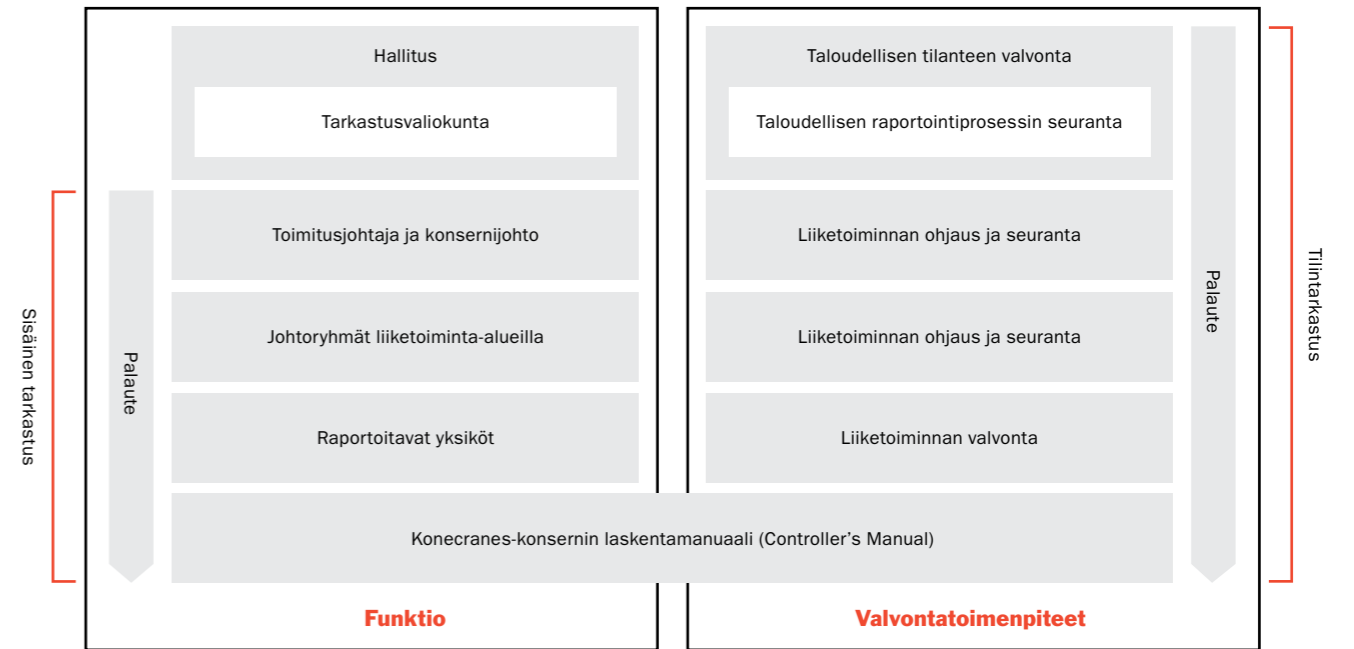 Hallitus
Tarkastusvaliokunta
Taloudellisen tilanteen valvonta
Taloudellisen raportointiprosessin seuranta
Toimitusjohtaja ja konsernijohto
Liiketoiminnan ohjaus ja seuranta
Johtoryhmät liiketoiminta-alueilla
Liiketoiminnan ohjaus ja seuranta
Raportoitavat yksiköt
Liiketoiminnan valvonta
Konecranes-konsernin laskentamanuaali (Controller’s Manual)
Sisäinen tarkastus
Palaute
Palaute
Tilintarkastus
Funktio
Valvontatoimenpiteet